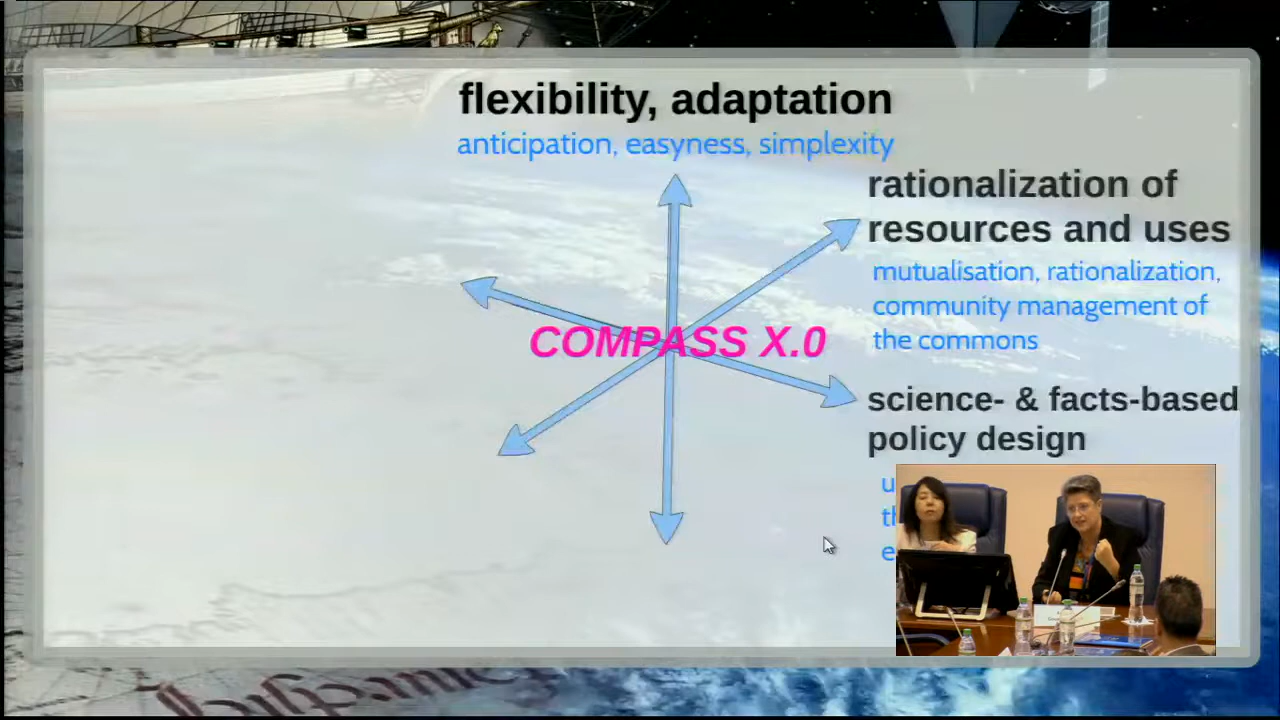 flexibility, adaptation
anticipation, easyness, simplexity
rationalization of
resources and uses
mutualisation, rationalization,
community management of
the commons
COMPASS X.0
science- & facts-based
policy design